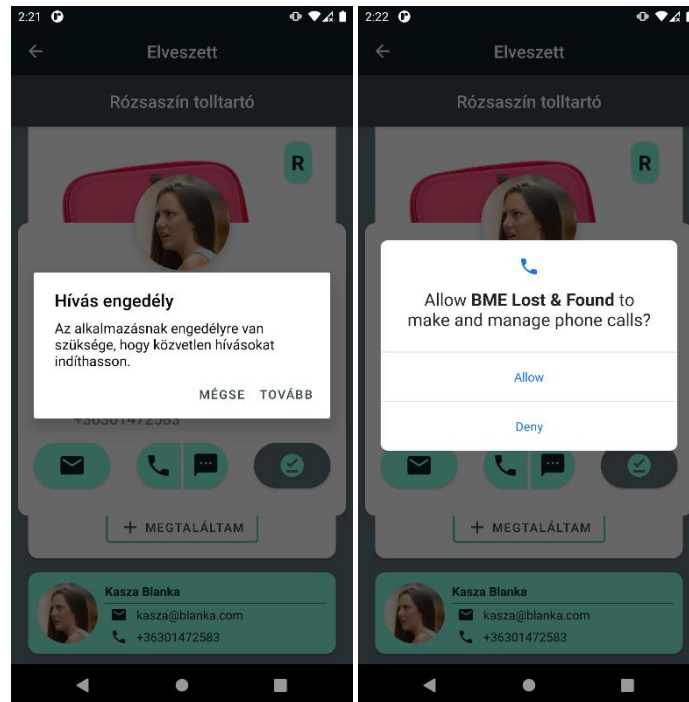 2:21
Elveszett
Rózsaszín tolltartó
R
Hívás engedély
Az alkalmazásnak engedélyre van
szüksége, hogy közvetlen hívásokat
indíthasson.
MÉGSE TOVÁBB
+36301472583
+ MEGTALÁLTAM
Kasza Blanka
kasza@blanka.com
+36301472583
2:22
Elveszett
Rózsaszín tolltartó
R
Allow BME Lost & Found to
make and manage phone calls?
Allow
Deny
+ MEGTALÁLTAM
Kasza Blanka
kasza@blanka.com
+36301472583